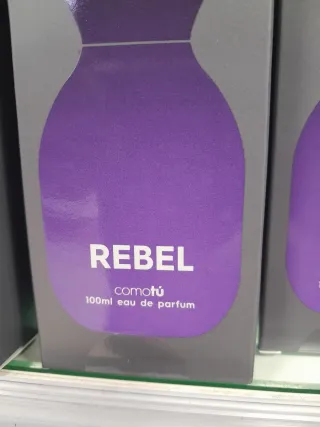 REBEL
comotú
100ml eau de parfum